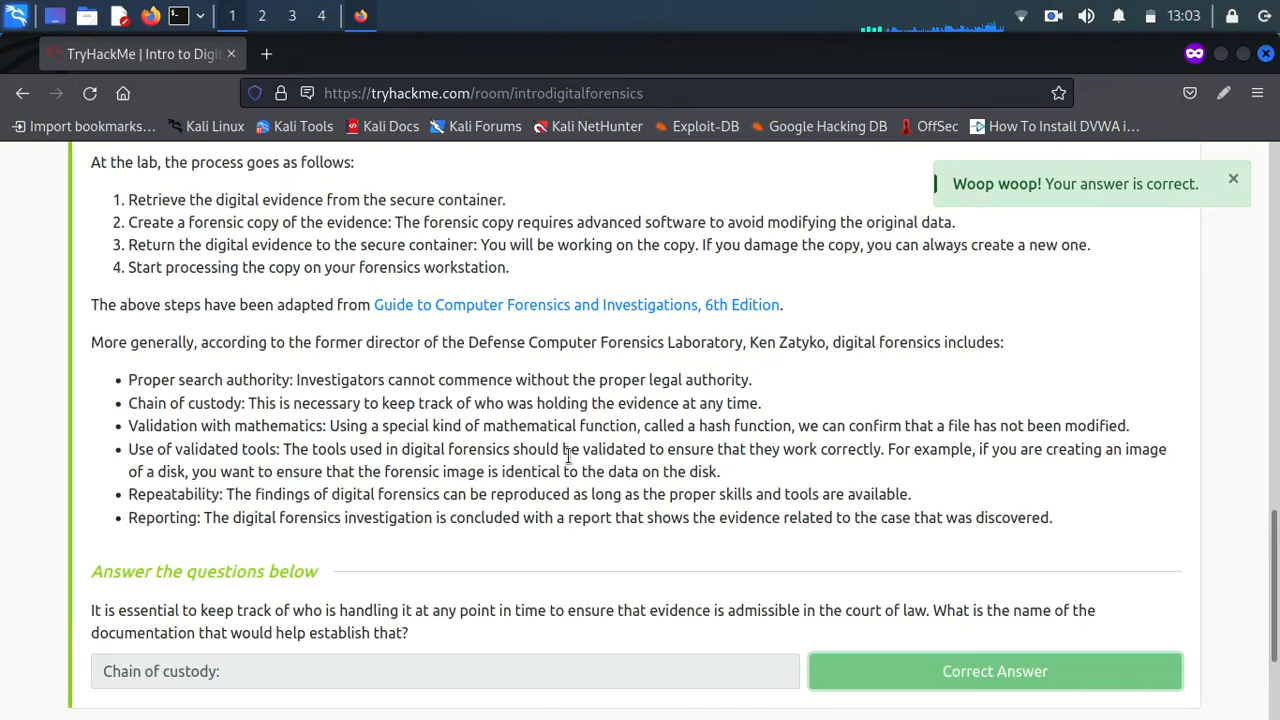 1 2 3 4 13:03
TryHackMe | Intro to Digit
https://tryhackme.com/room/introdigitalforensics
Import bookmarks… Kali Linux Kali Tools Kali Docs Kali Forums Kali NetHunter Exploit-DB Google Hacking DB OffSec How To Install DVWA i…
At the lab, the process goes as follows:
Woop woop! Your answer is correct. ×
1. Retrieve the digital evidence from the secure container.
2. Create a forensic copy of the evidence: The forensic copy requires advanced software to avoid modifying the original data.
3. Return the digital evidence to the secure container: You will be working on the copy. If you damage the copy, you can always create a new one.
4. Start processing the copy on your forensics workstation.
The above steps have been adapted from Guide to Computer Forensics and Investigations, 6th Edition.
More generally, according to the former director of the Defense Computer Forensics Laboratory, Ken Zatyko, digital forensics includes:
• Proper search authority: Investigators cannot commence without the proper legal authority.
• Chain of custody: This is necessary to keep track of who was holding the evidence at any time.
• Validation with mathematics: Using a special kind of mathematical function, called a hash function, we can confirm that a file has not been modified.
• Use of validated tools: The tools used in digital forensics should be validated to ensure that they work correctly. For example, if you are creating an image
of a disk, you want to ensure that the forensic image is identical to the data on the disk.
• Repeatability: The findings of digital forensics can be reproduced as long as the proper skills and tools are available.
• Reporting: The digital forensics investigation is concluded with a report that shows the evidence related to the case that was discovered.
Answer the questions below
It is essential to keep track of who is handling it at any point in time to ensure that evidence is admissible in the court of law. What is the name of the
documentation that would help establish that?
Chain of custody: Correct Answer